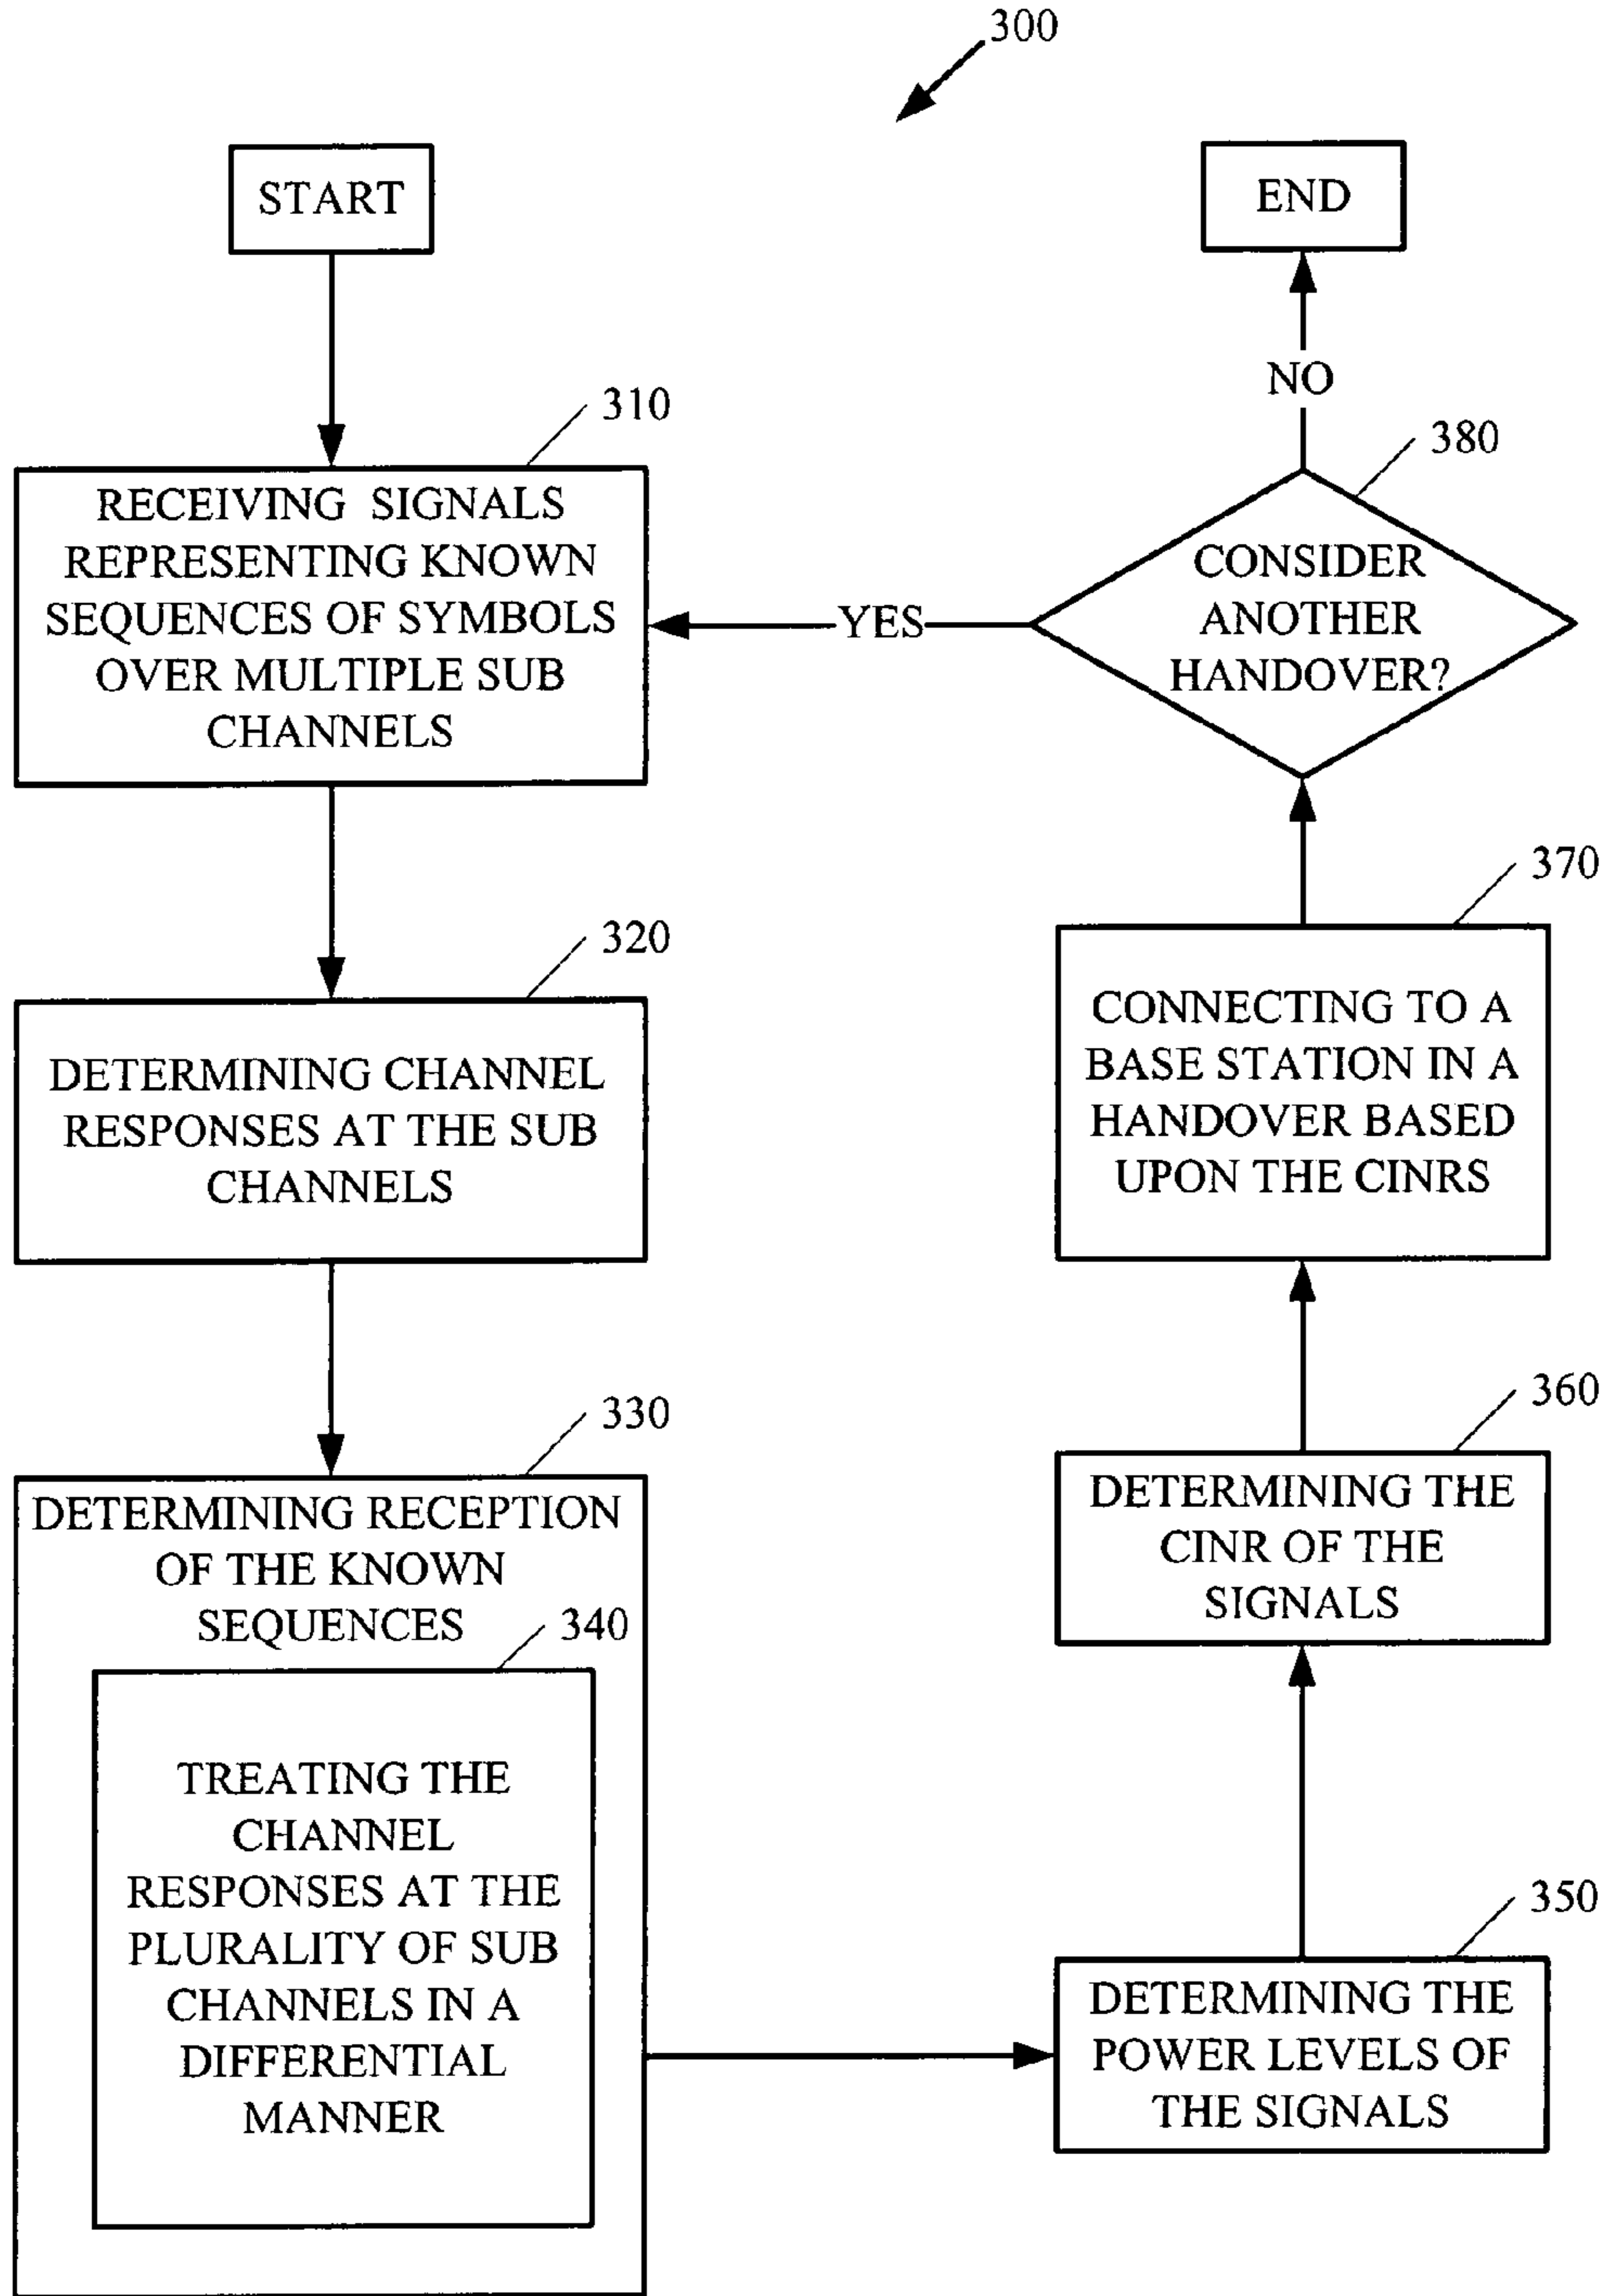 300
START
310
RECEIVING SIGNALS
REPRESENTING KNOWN
SEQUENCES OF SYMBOLS
OVER MULTIPLE SUB
CHANNELS
320
DETERMINING CHANNEL
RESPONSES AT THE SUB
CHANNELS
330
DETERMINING RECEPTION
OF THE KNOWN
SEQUENCES
340
TREATING THE
CHANNEL
RESPONSES AT THE
PLURALITY OF SUB
CHANNELS IN A
DIFFERENTIAL
MANNER
350
DETERMINING THE
POWER LEVELS OF
THE SIGNALS
360
DETERMINING THE
CINR OF THE
SIGNALS
370
CONNECTING TO A
BASE STATION IN A
HANDOVER BASED
UPON THE CINRS
380
CONSIDER
ANOTHER
HANDOVER?
YES
NO
END